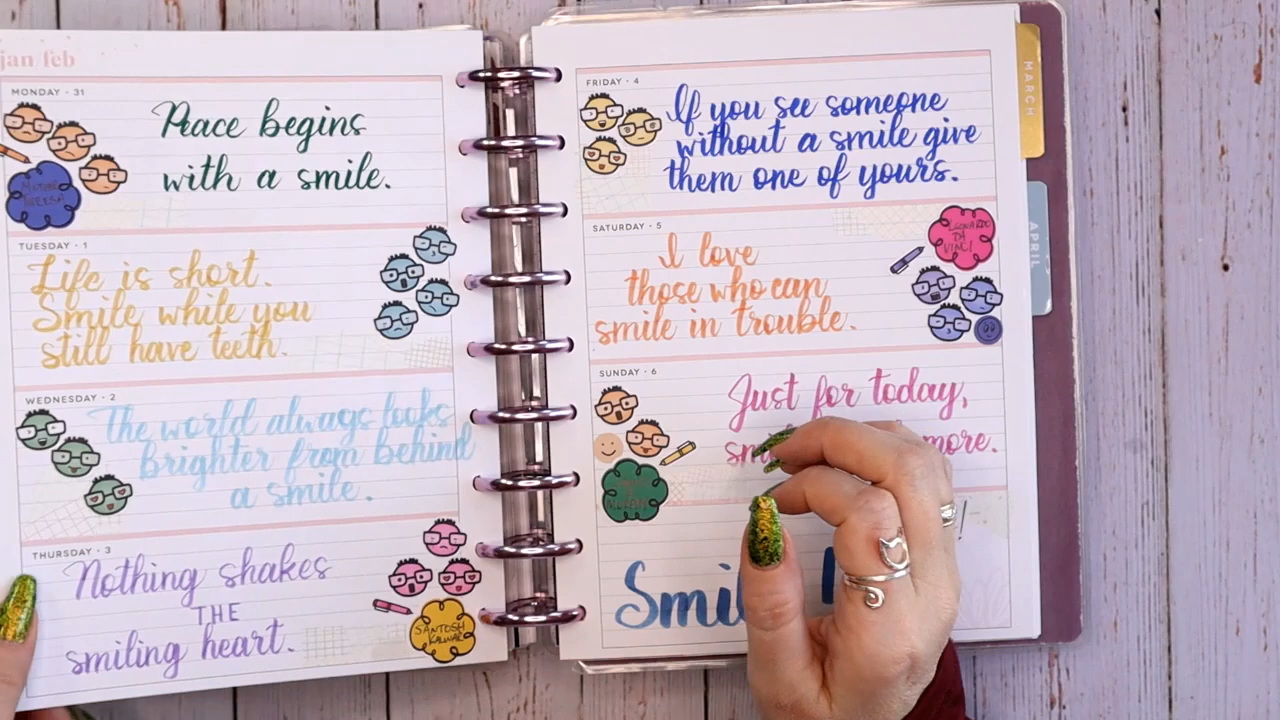 jan/feb
MONDAY · 31
Peace begins
with a smile.
MOTHER
TERESA
TUESDAY · 1
Life is short.
Smile while you
still have teeth.
WEDNESDAY · 2
The world always looks
brighter from behind
a smile.
THURSDAY · 3
Nothing shakes
THE
smiling heart.
SANTOSH
KALWAR
FRIDAY · 4
If you see someone
without a smile give
them one of yours.
SATURDAY · 5
I love
those who can
smile in trouble.
LEONARDO
DA
VINCI
SUNDAY · 6
Just for today,
more.
Smil
MARCH
APRIL